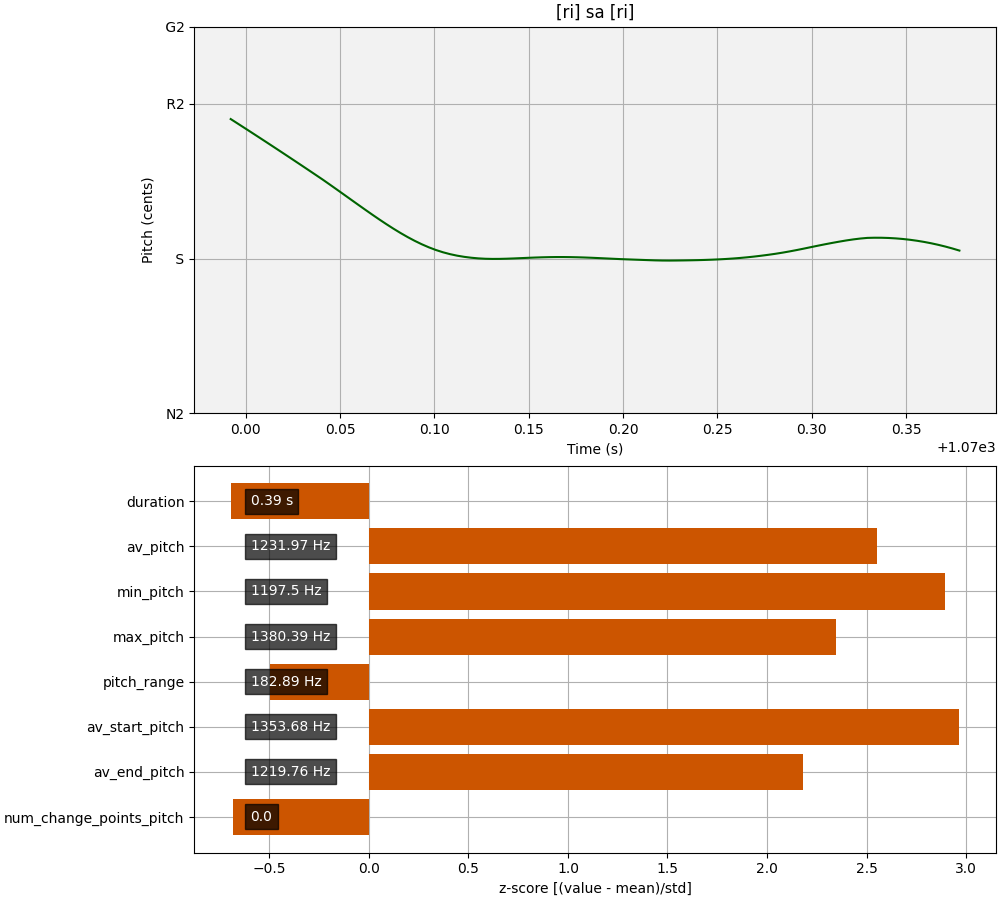 [ri] sa [ri]
G2
R2
S
N2
Pitch (cents)
0.00 0.05 0.10 0.15 0.20 0.25 0.30 0.35
Time (s)
+1.07e3
duration 0.39 s
av_pitch 1231.97 Hz
min_pitch 1197.5 Hz
max_pitch 1380.39 Hz
pitch_range 182.89 Hz
av_start_pitch 1353.68 Hz
av_end_pitch 1219.76 Hz
num_change_points_pitch 0.0
−0.5 0.0 0.5 1.0 1.5 2.0 2.5 3.0
z-score [(value - mean)/std]